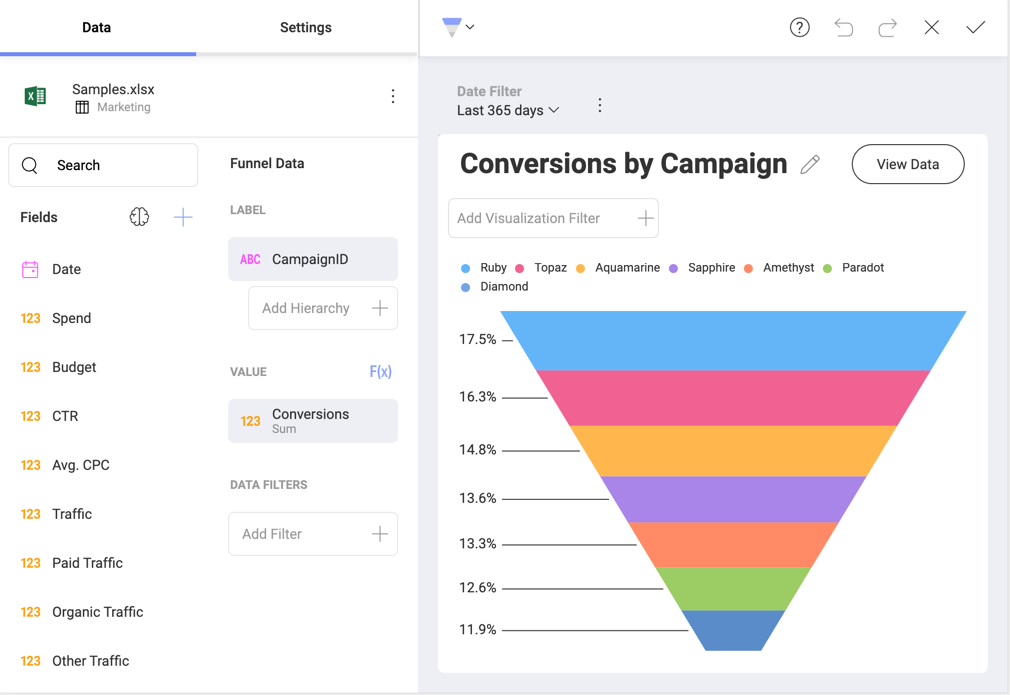 Data
Settings
Samples.xlsx
Marketing
Search
Fields
Date
123 Spend
123 Budget
123 CTR
123 Avg. CPC
123 Traffic
123 Paid Traffic
123 Organic Traffic
123 Other Traffic
Funnel Data
LABEL
ABC CampaignID
Add Hierarchy
VALUE F(x)
123 Conversions
Sum
DATA FILTERS
Add Filter
Date Filter
Last 365 days
Conversions by Campaign
View Data
Add Visualization Filter
Ruby Topaz Aquamarine Sapphire Amethyst Paradot
Diamond
17.5%
16.3%
14.8%
13.6%
13.3%
12.6%
11.9%